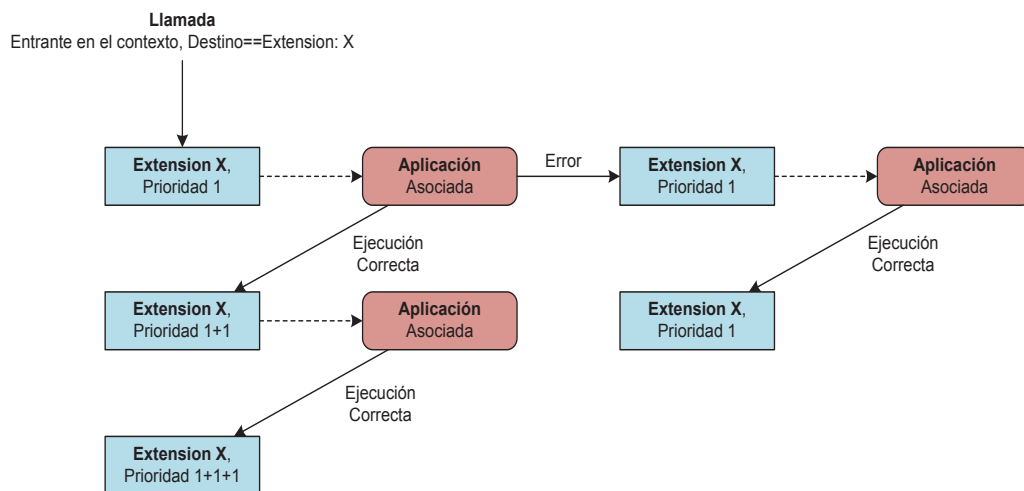 Llamada
Entrante en el contexto, Destino==Extension: X
Extension X,
Prioridad 1
Aplicación
Asociada
Error
Extension X,
Prioridad 1
Aplicación
Asociada
Ejecución
Correcta
Ejecución
Correcta
Extension X,
Prioridad 1+1
Aplicación
Asociada
Extension X,
Prioridad 1
Ejecución
Correcta
Extension X,
Prioridad 1+1+1